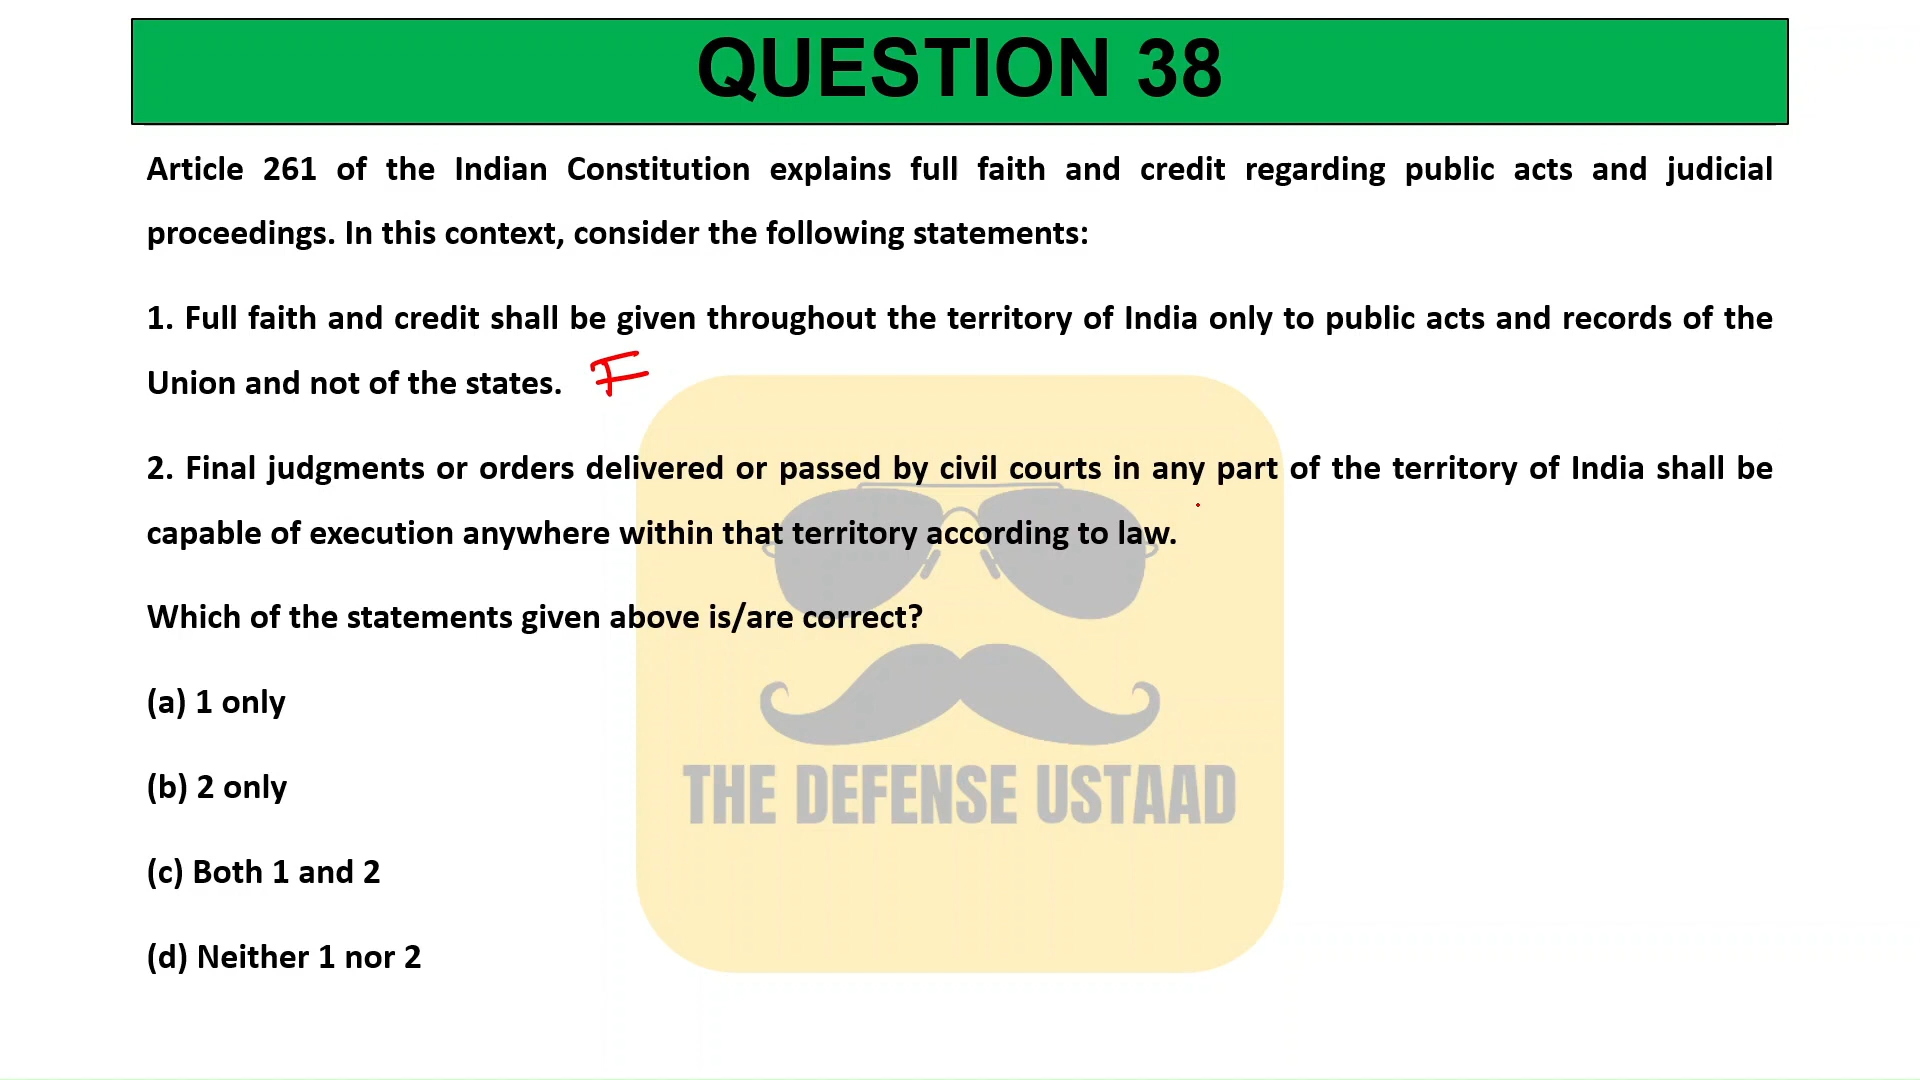 QUESTION 38
Article 261 of the Indian Constitution explains full faith and credit regarding public acts and judicial
proceedings. In this context, consider the following statements:
1. Full faith and credit shall be given throughout the territory of India only to public acts and records of the
Union and not of the states. F
2. Final judgments or orders delivered or passed by civil courts in any part of the territory of India shall be
capable of execution anywhere within that territory according to law.
Which of the statements given above is/are correct?
(a) 1 only
(b) 2 only
THE DEFENSE USTAAD
(c) Both 1 and 2
(d) Neither 1 nor 2